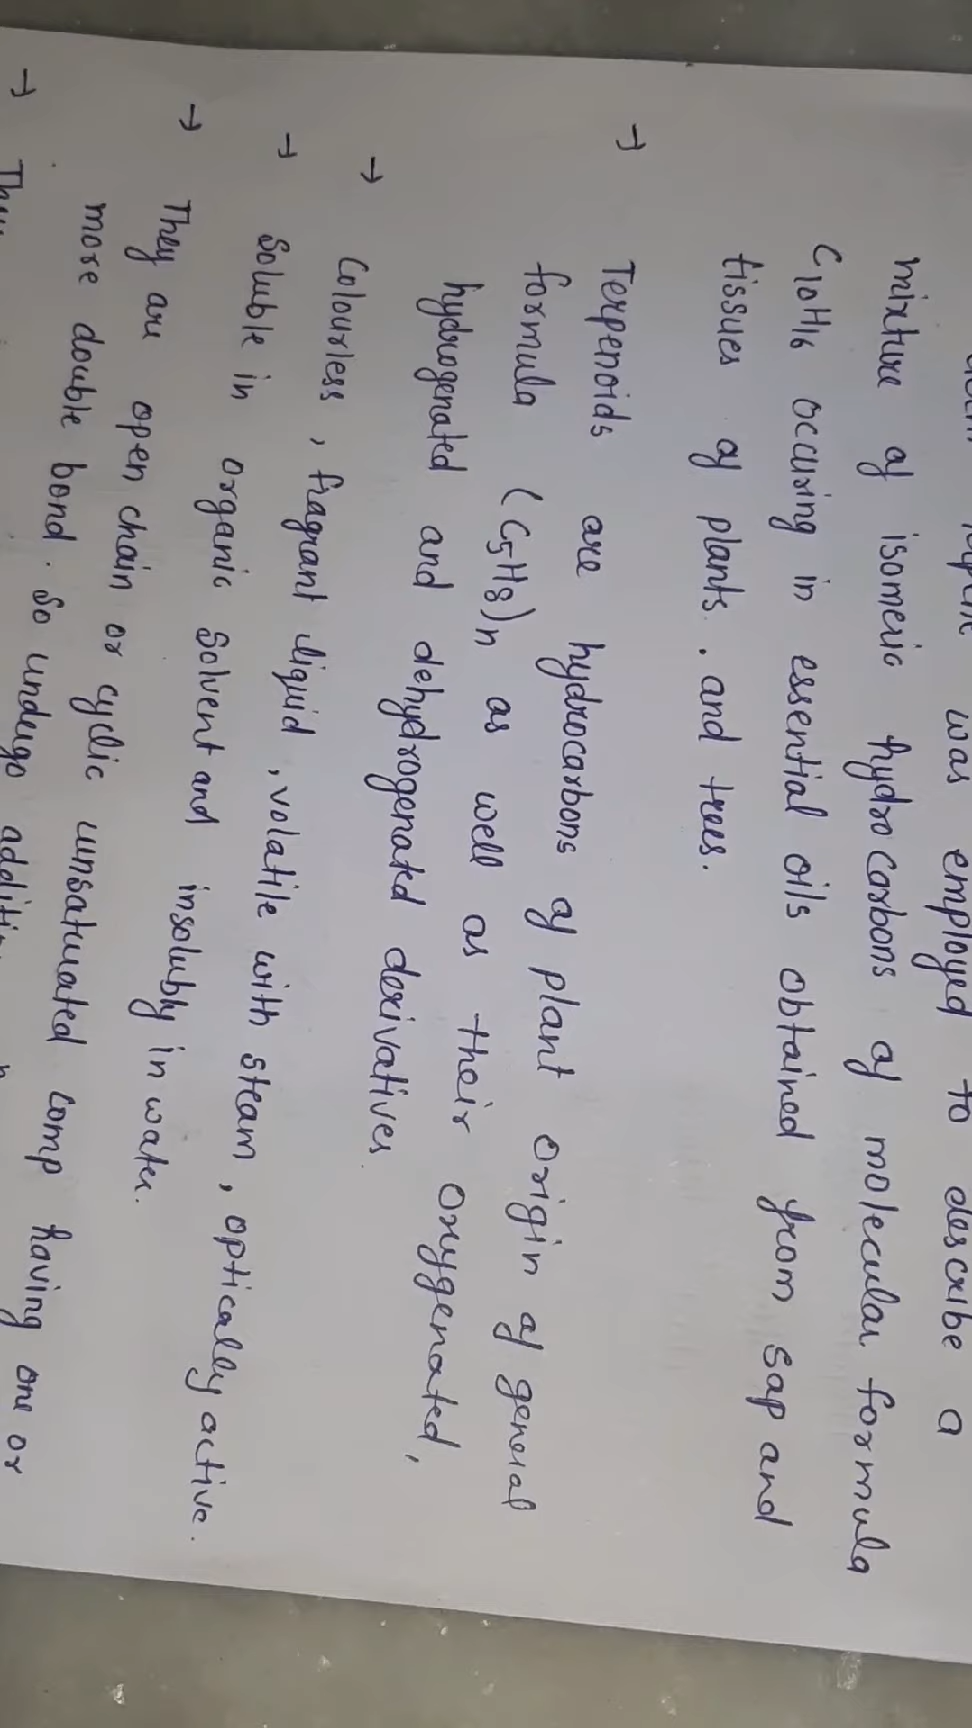 was employed to describe a
mixture of isomeric hydrocarbons of molecular formula
C10H16 occuring in essential oils obtained from sap and
tissues of plants . and trees.
→ Terpenoids are hydrocarbons of plant origin of general
formula (C5H8)n as well as their oxygenated,
hydrogenated and dehydrogenated derivatives.
→ Colourless, fragrant liquid, volatile with steam, optically active.
→ Soluble in organic solvent and insolubly in water.
→ They are open chain or cyclic unsaturated comp having one or
more double bond. So undergo
→